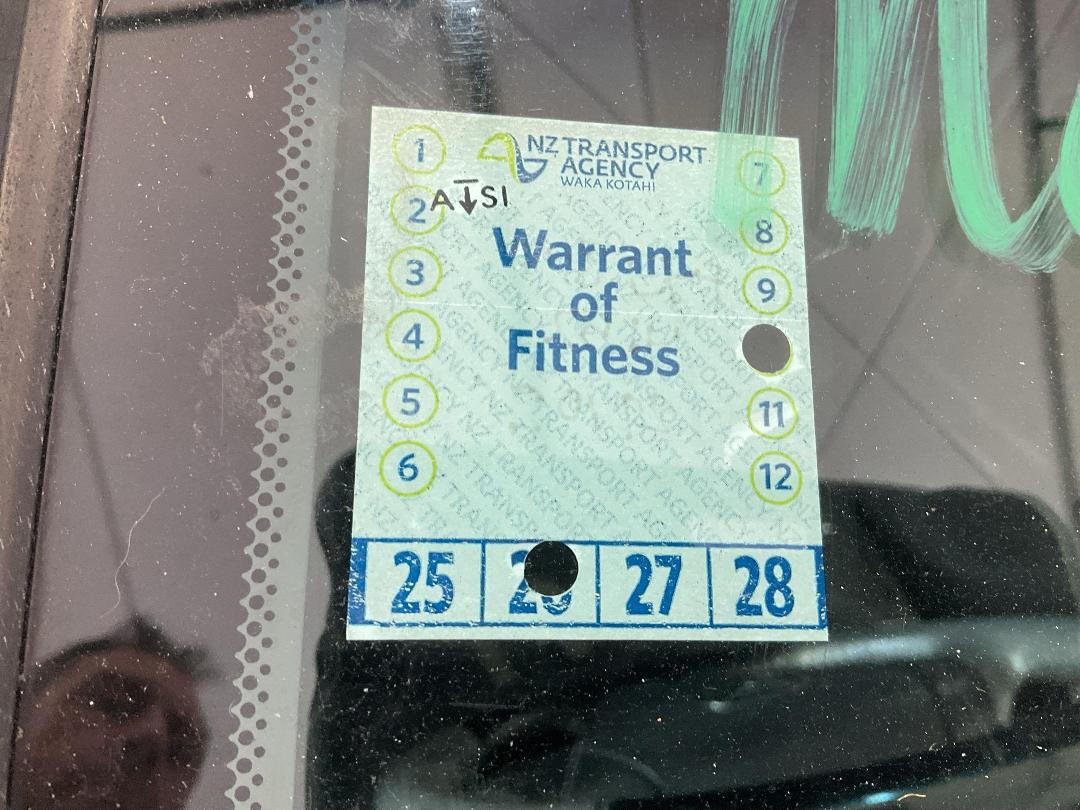 NZ TRANSPORT
AGENCY
WAKA KOTAHI
Warrant
of
Fitness
1
2
3
4
5
6
7
8
9
11
12
25 27 28